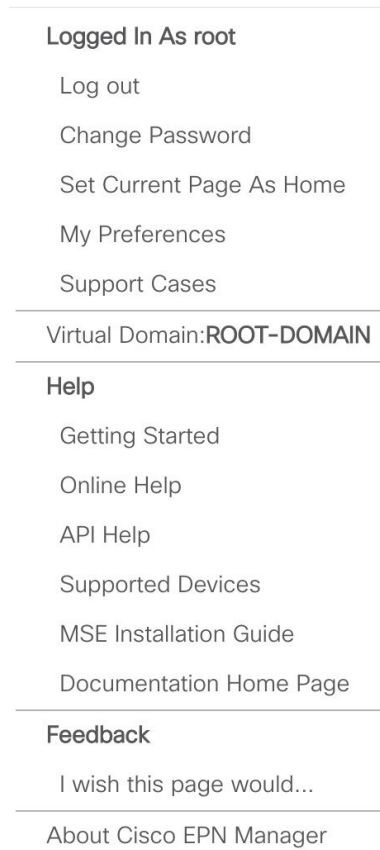 Logged In As root
Log out
Change Password
Set Current Page As Home
My Preferences
Support Cases
Virtual Domain:ROOT-DOMAIN
Help
Getting Started
Online Help
API Help
Supported Devices
MSE Installation Guide
Documentation Home Page
Feedback
I wish this page would...
About Cisco EPN Manager